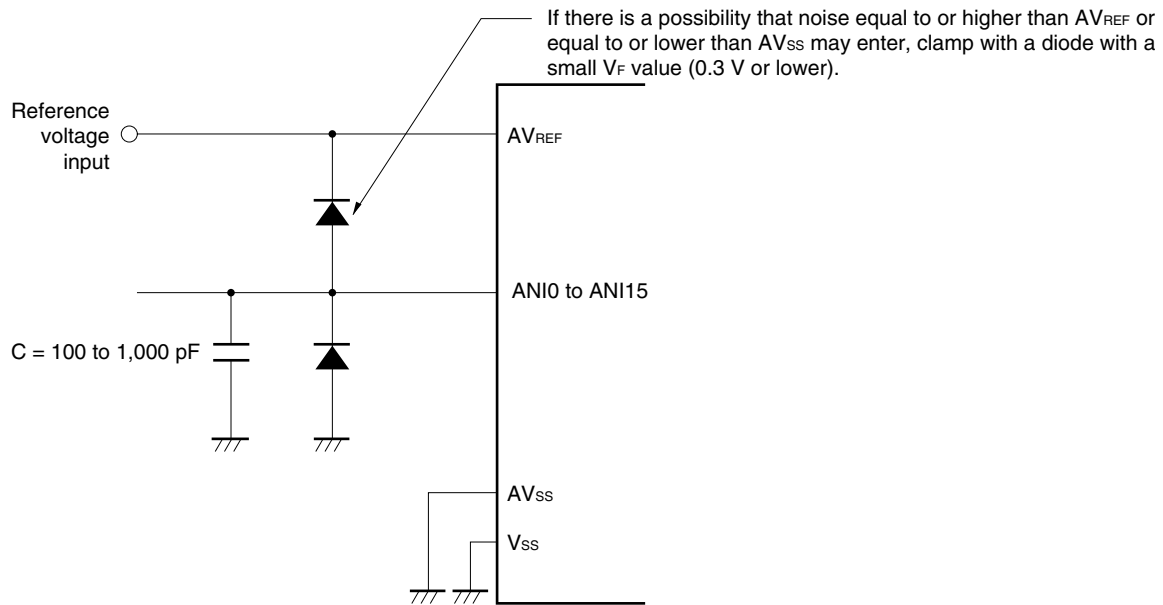 If there is a possibility that noise equal to or higher than AVREF or
equal to or lower than AVSS may enter, clamp with a diode with a
small VF value (0.3 V or lower).
Reference
voltage
input
AVREF
ANI0 to ANI15
C = 100 to 1,000 pF
AVSS
VSS